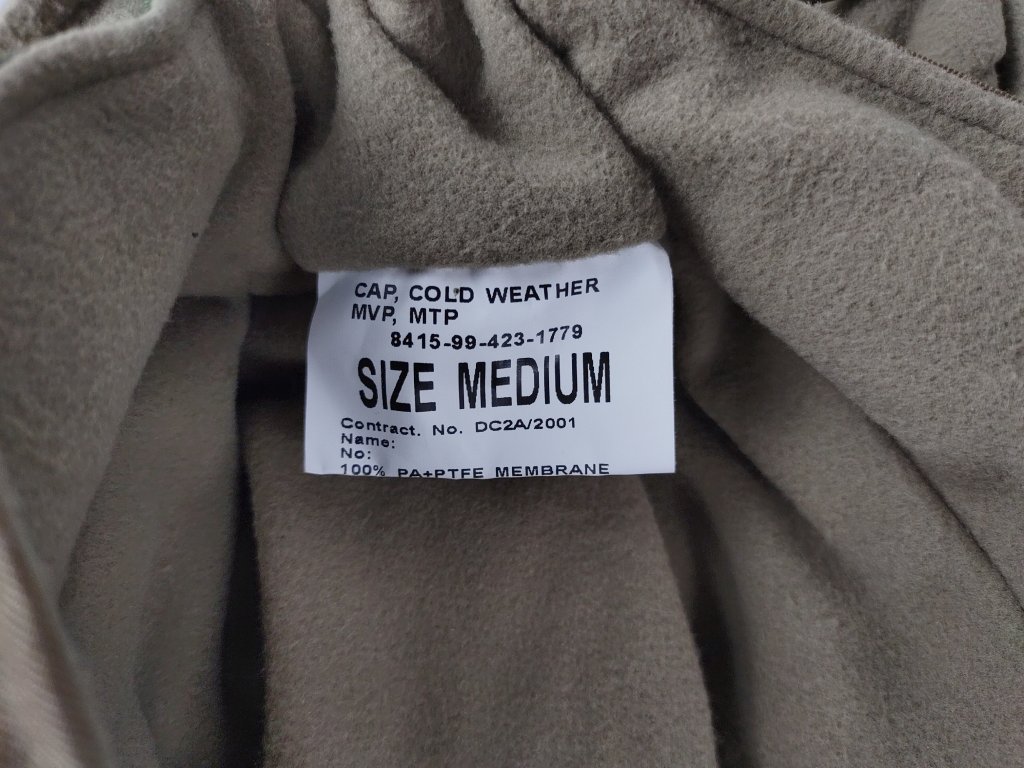 CAP, COLD WEATHER
MVP, MTP
8415-99-423-1779
SIZE MEDIUM
Contract. No. DC2A/2001
Name:
No:
100% PA+PTFE MEMBRANE